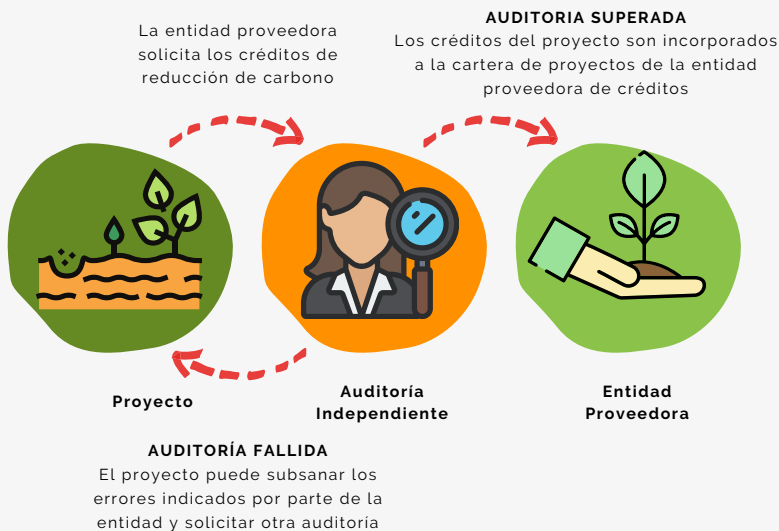 La entidad proveedora
solicita los créditos de
reducción de carbono
AUDITORIA SUPERADA
Los créditos del proyecto son incorporados
a la cartera de proyectos de la entidad
proveedora de créditos
Proyecto
Auditoría
Independiente
Entidad
Proveedora
AUDITORÍA FALLIDA
El proyecto puede subsanar los
errores indicados por parte de la
entidad y solicitar otra auditoría